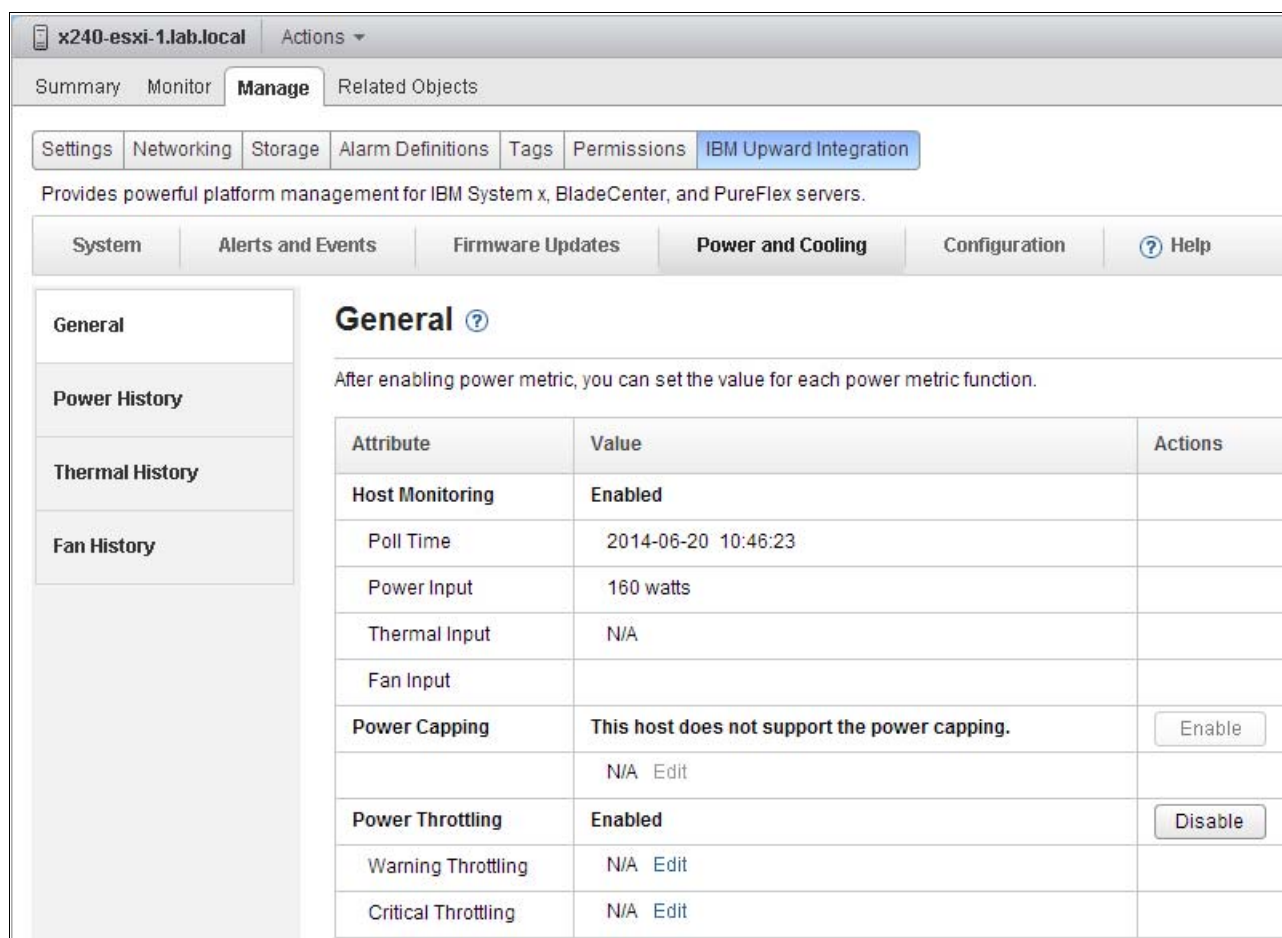 x240-esxi-1.lab.local Actions
Summary Monitor Manage Related Objects
Settings Networking Storage Alarm Definitions Tags Permissions IBM Upward Integration
Provides powerful platform management for IBM System x, BladeCenter, and PureFlex servers.
System Alerts and Events Firmware Updates Power and Cooling Configuration ? Help
General
Power History
Thermal History
Fan History
General ?
After enabling power metric, you can set the value for each power metric function.
Attribute Value Actions
Host Monitoring Enabled
Poll Time 2014-06-20 10:46:23
Power Input 160 watts
Thermal Input N/A
Fan Input
Power Capping This host does not support the power capping. Enable
N/A Edit
Power Throttling Enabled Disable
Warning Throttling N/A Edit
Critical Throttling N/A Edit